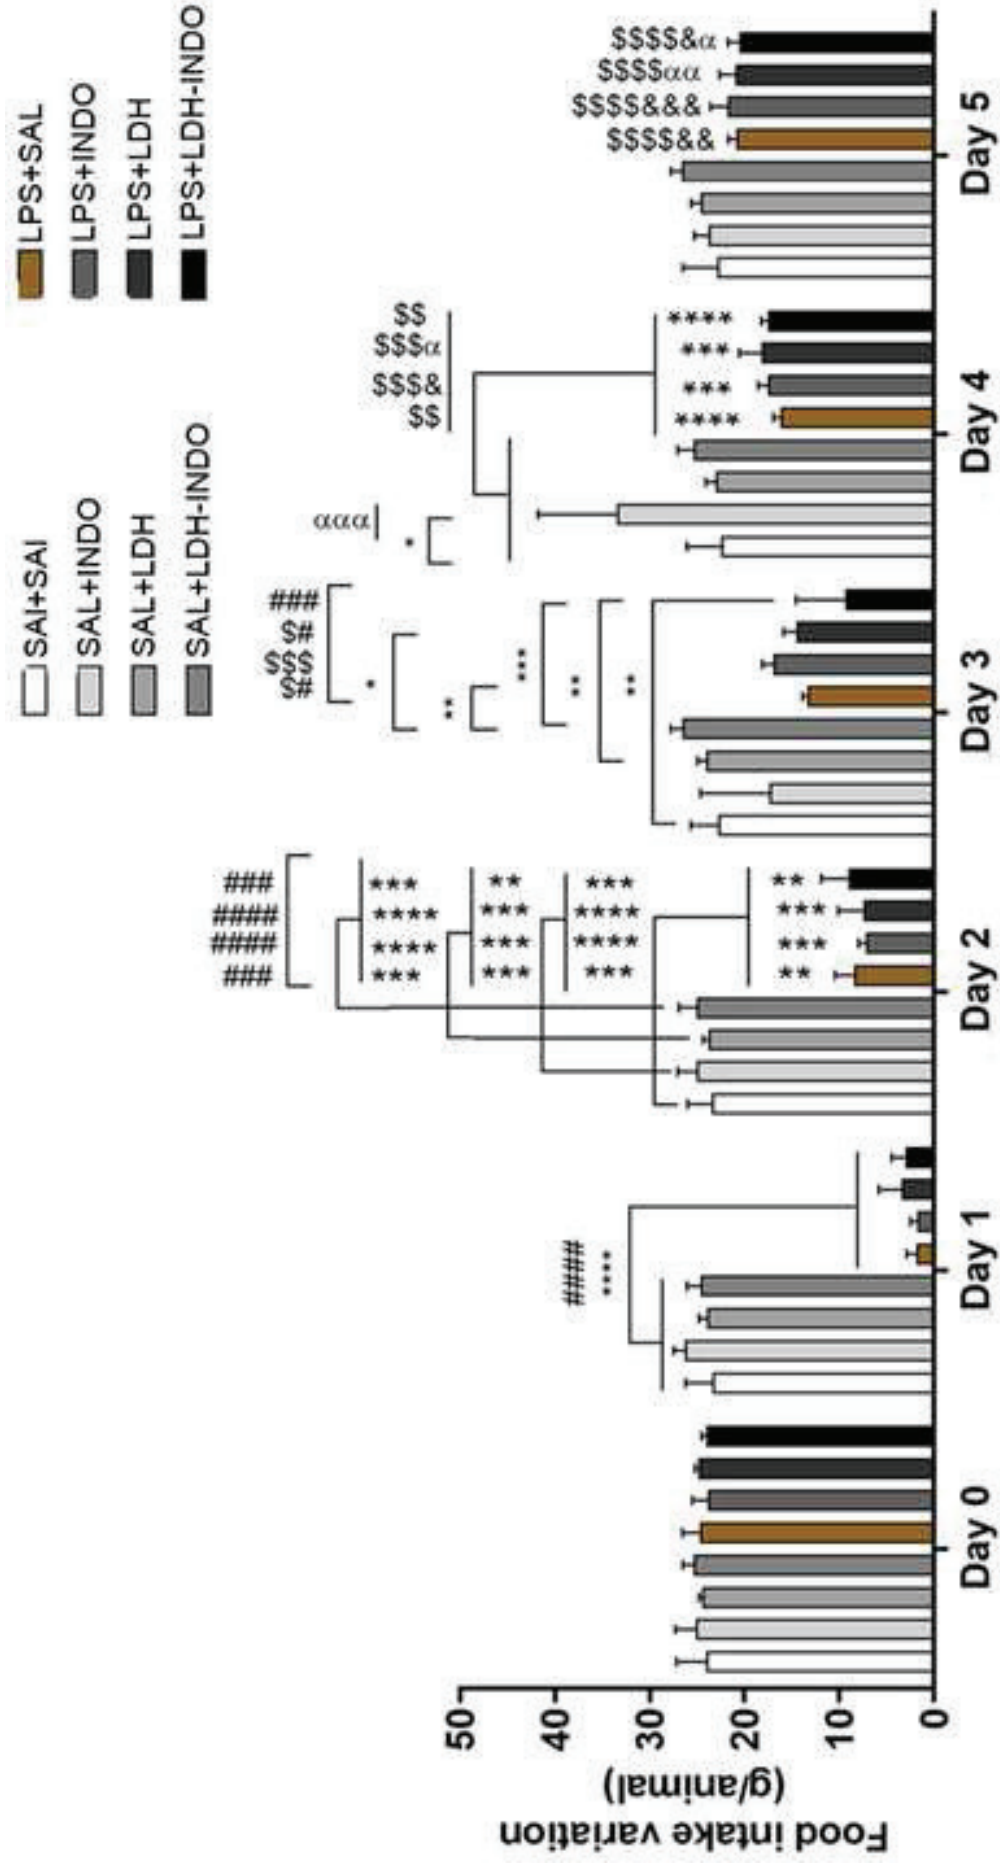 SAI+SAI
SAL+INDO
SAL+LDH
SAL+LDH-INDO
LPS+SAL
LPS+INDO
LPS+LDH
LPS+LDH-INDO
Food intake variation
(g/animal)
50
40
30
20
10
0
####
****
###
####
####
###
***
****
****
***
***
***
***
**
***
****
****
***
**
***
***
**
#$
$$$
$#
###
*
**
***
**
**
ααα
*
$$
$$$&
$$$α
$$
****
***
***
****
$$$$&&
$$$$&&&
$$$$αα
$$$$&α
Day 0
Day 1
Day 2
Day 3
Day 4
Day 5